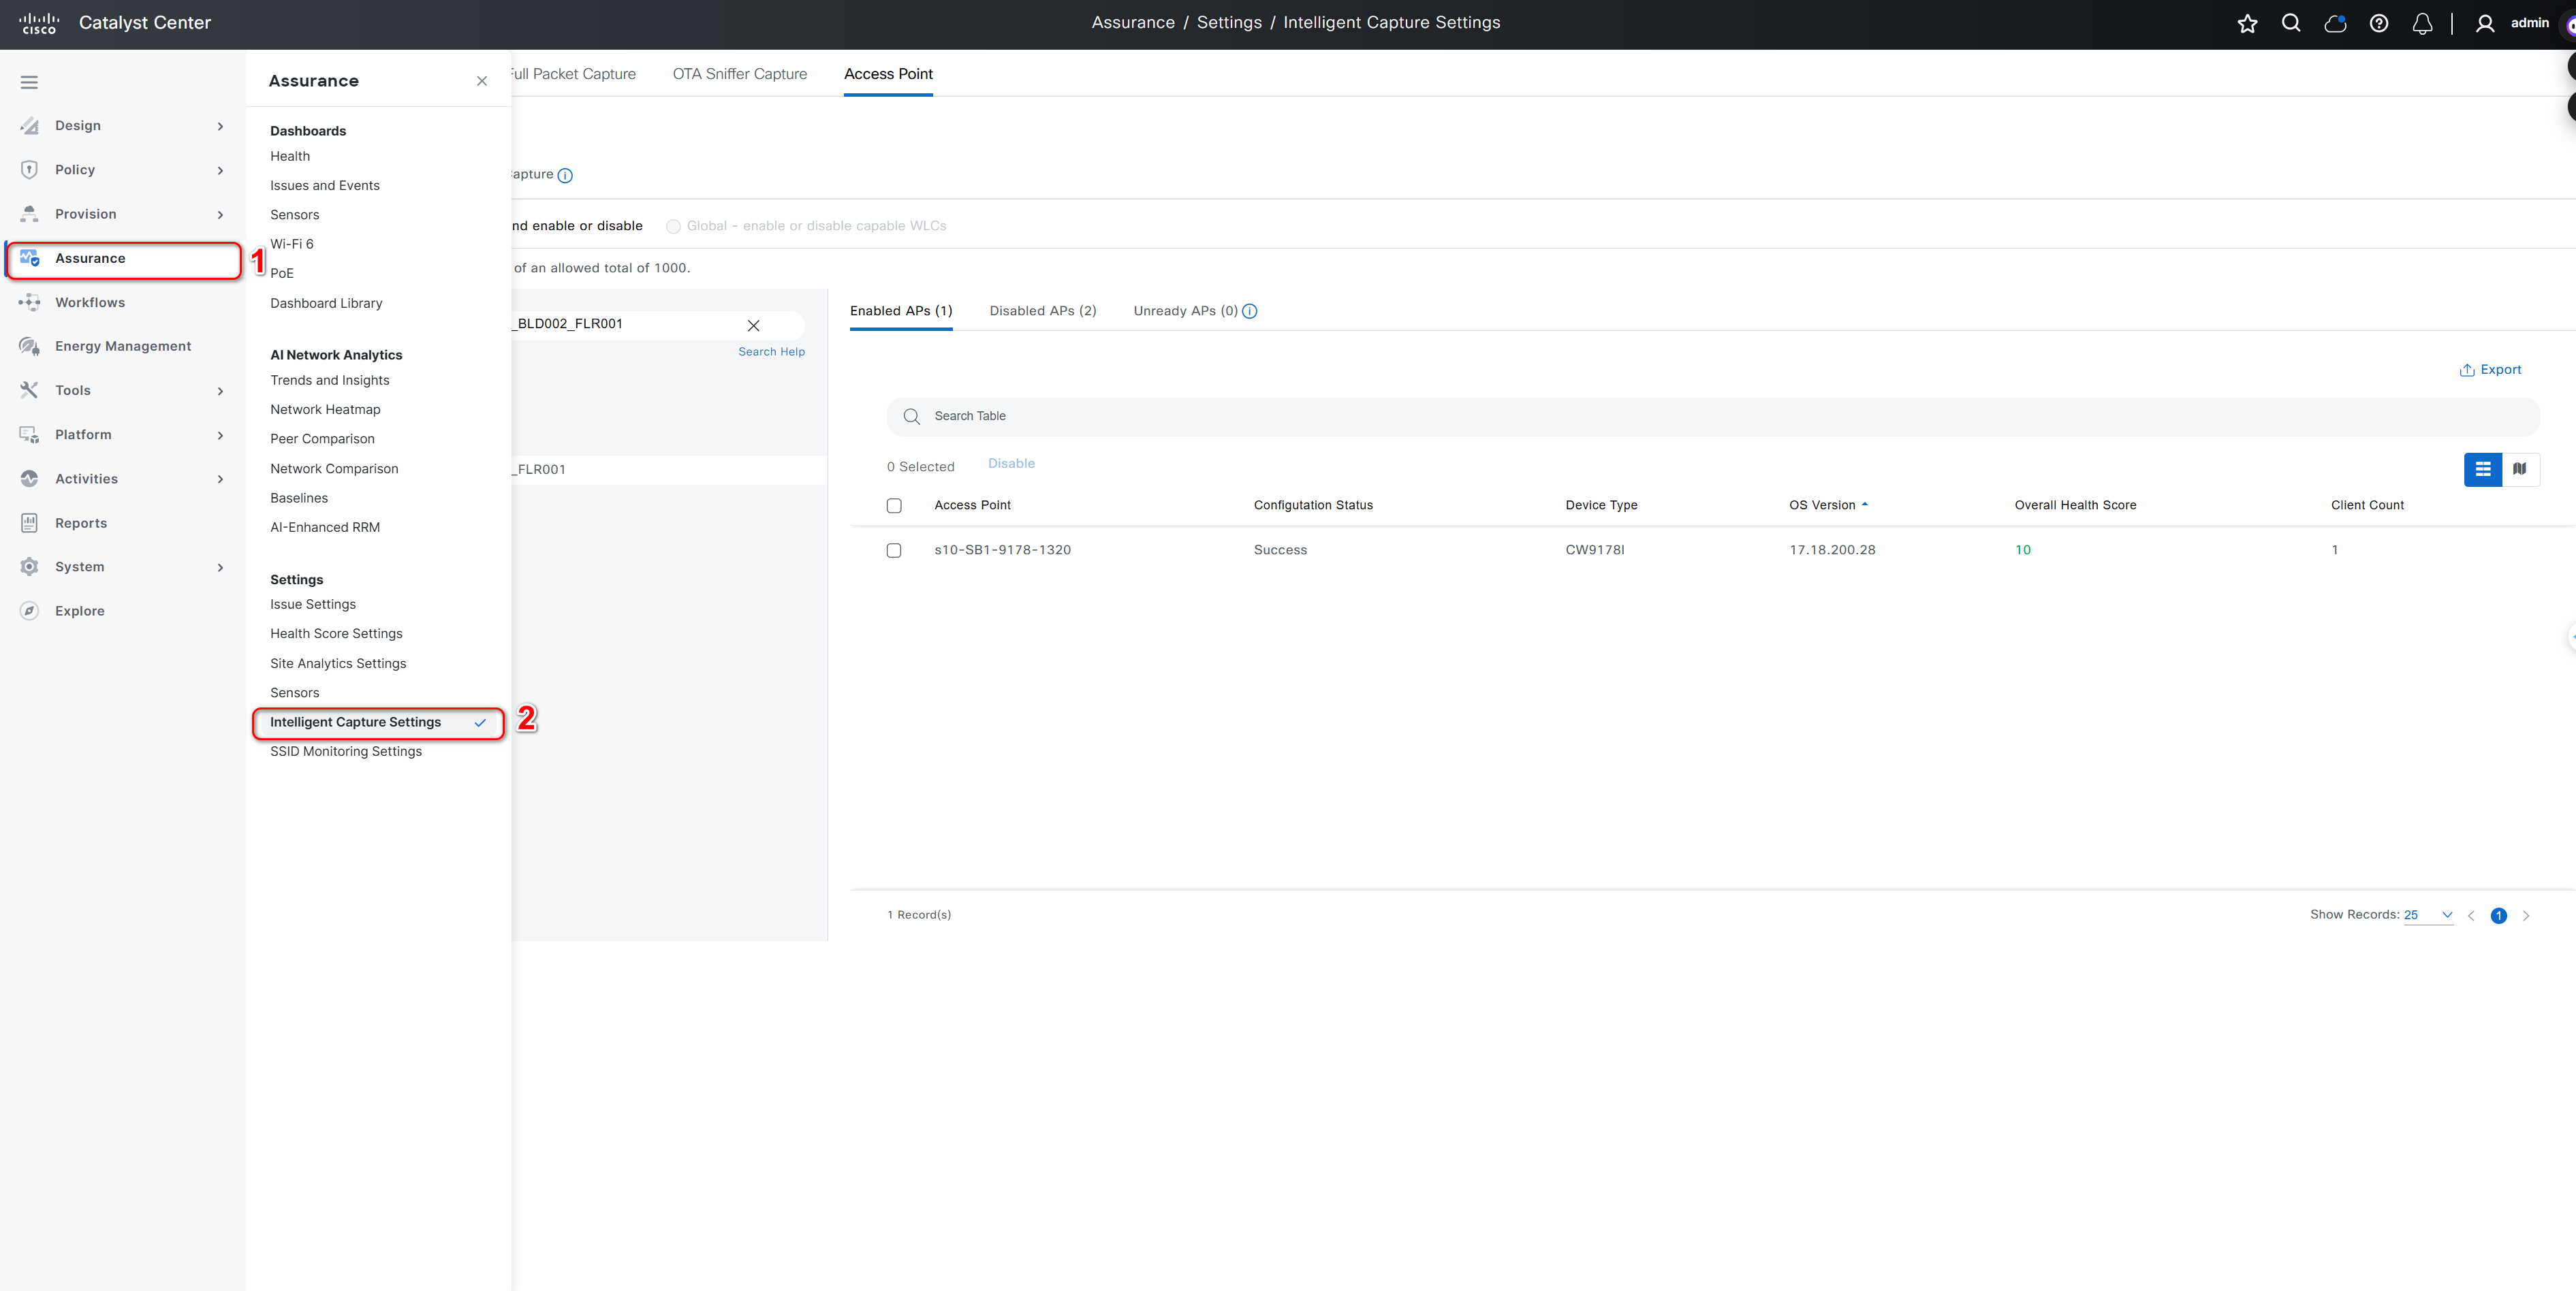 cisco Catalyst Center
Assurance / Settings / Intelligent Capture Settings
admin
Design
Policy
Provision
Assurance
1
Workflows
Energy Management
Tools
Platform
Activities
Reports
System
Explore
Assurance
Dashboards
Health
Issues and Events
Sensors
Wi-Fi 6
PoE
Dashboard Library
AI Network Analytics
Trends and Insights
Network Heatmap
Peer Comparison
Network Comparison
Baselines
AI-Enhanced RRM
Settings
Issue Settings
Health Score Settings
Site Analytics Settings
Sensors
Intelligent Capture Settings
2
SSID Monitoring Settings
Full Packet Capture OTA Sniffer Capture Access Point
apture
nd enable or disable Global - enable or disable capable WLCs
of an allowed total of 1000.
_BLD002_FLR001
Search Help
_FLR001
Enabled APs (1) Disabled APs (2) Unready APs (0)
Export
Search Table
0 Selected Disable
Access Point Configutation Status Device Type OS Version Overall Health Score Client Count
s10-SB1-9178-1320 Success CW9178I 17.18.200.28 10 1
1 Record(s)
Show Records: 25 1